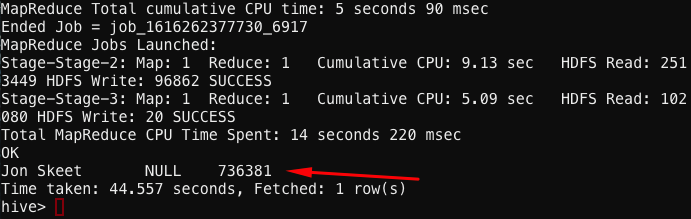 MapReduce Total cumulative CPU time: 5 seconds 90 msec
Ended Job = job_1616262377730_6917
MapReduce Jobs Launched:
Stage-Stage-2: Map: 1  Reduce: 1   Cumulative CPU: 9.13 sec   HDFS Read: 251
3449 HDFS Write: 96862 SUCCESS
Stage-Stage-3: Map: 1  Reduce: 1   Cumulative CPU: 5.09 sec   HDFS Read: 102
080 HDFS Write: 20 SUCCESS
Total MapReduce CPU Time Spent: 14 seconds 220 msec
OK
Jon Skeet       NULL    736381
Time taken: 44.557 seconds, Fetched: 1 row(s)
hive>